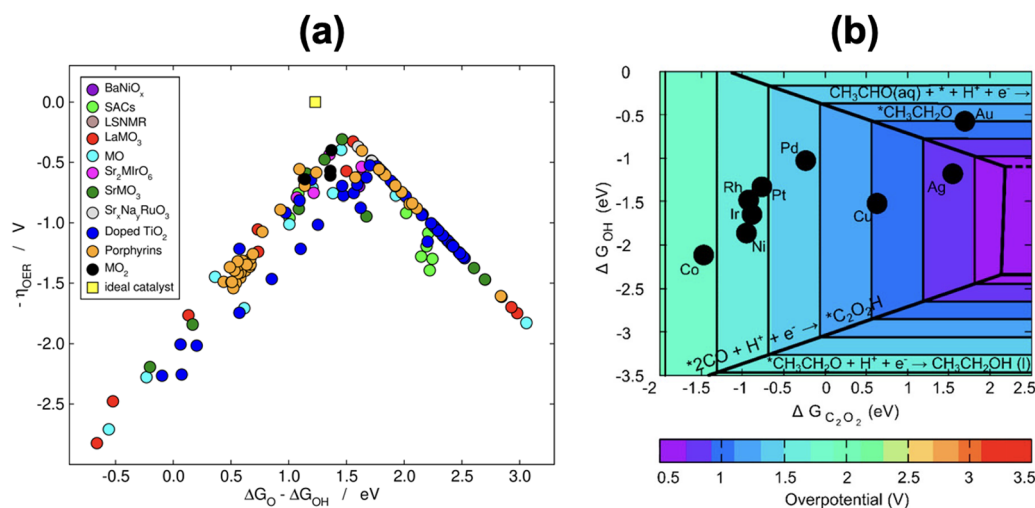 (a)
0.0
-0.5
-1.0
-1.5
-2.0
-2.5
- ηOER / V
BaNiOx
SACs
LSNMR
LaMO3
MO
Sr2MIrO6
SrMO3
SrxNayRuO3
Doped TiO2
Porphyrins
MO2
ideal catalyst
-0.5 0.0 0.5 1.0 1.5 2.0 2.5 3.0
ΔGO - ΔGOH / eV
(b)
0
-0.5
-1
-1.5
-2
-2.5
-3
-3.5
Δ GOH (eV)
CH3CHO(aq) + * + H+ + e- →
*CH3CH2O
Au
Pd
Ag
Rh
Pt
Ir
Cu
Ni
Co
*2CO + H+ + e- → *C2O2H
*CH3CH2O + H+ + e- → CH3CH2OH (l)
-2 -1.5 -1 -0.5 0 0.5 1 1.5 2 2.5
Δ GC2O2 (eV)
0.5 1 1.5 2 2.5 3 3.5
Overpotential (V)